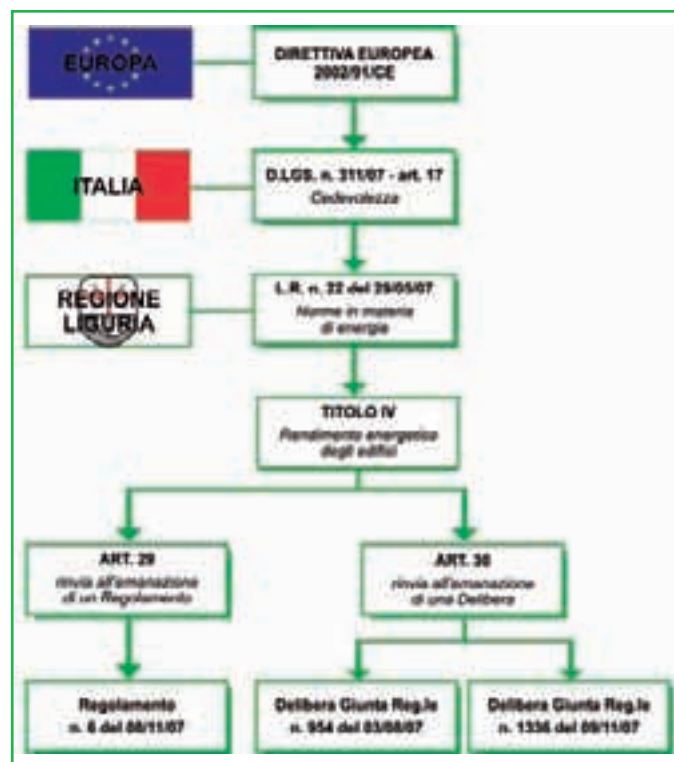 EUROPA
DIRETTIVA EUROPEA
2002/91/CE
ITALIA
D.LGS. n. 311/07 - art. 17
Cedevolezza
REGIONE
LIGURIA
L.R. n. 22 del 29/05/07
Norme in materia
di energia
TITOLO IV
Rendimento energetico
degli edifici
ART. 29
rinvia all'emanazione
di un Regolamento
ART. 30
rinvia all'emanazione
di una Delibera
Regolamento
n. 6 del 08/11/07
Delibera Giunta Reg.le
n. 954 del 03/08/07
Delibera Giunta Reg.le
n. 1336 del 09/11/07